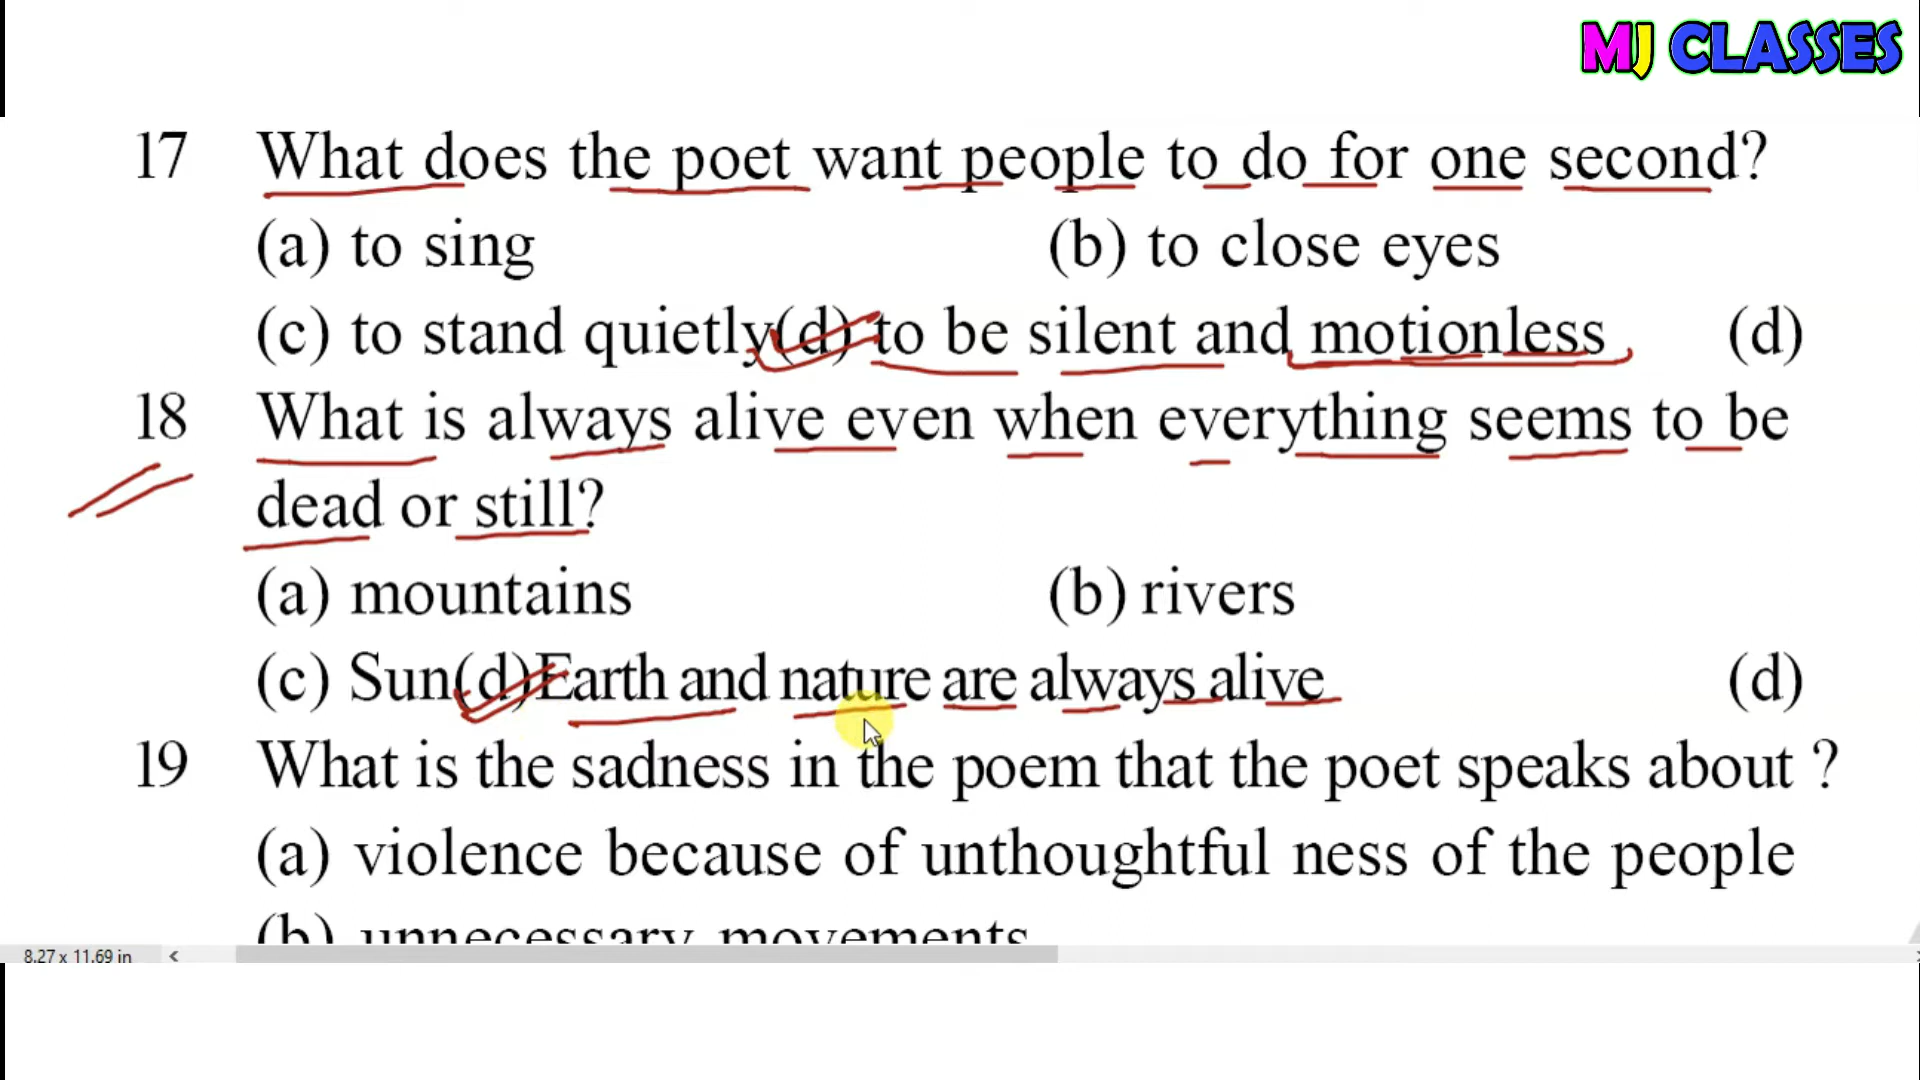 MJ CLASSES
17 What does the poet want people to do for one second?
(a) to sing (b) to close eyes
(c) to stand quietly(d) to be silent and motionless (d)
18 What is always alive even when everything seems to be
dead or still?
(a) mountains (b) rivers
(c) Sun(d)Earth and nature are always alive (d)
19 What is the sadness in the poem that the poet speaks about ?
(a) violence because of unthoughtful ness of the people
(b) unnecessary movements
8.27 x 11.69 in